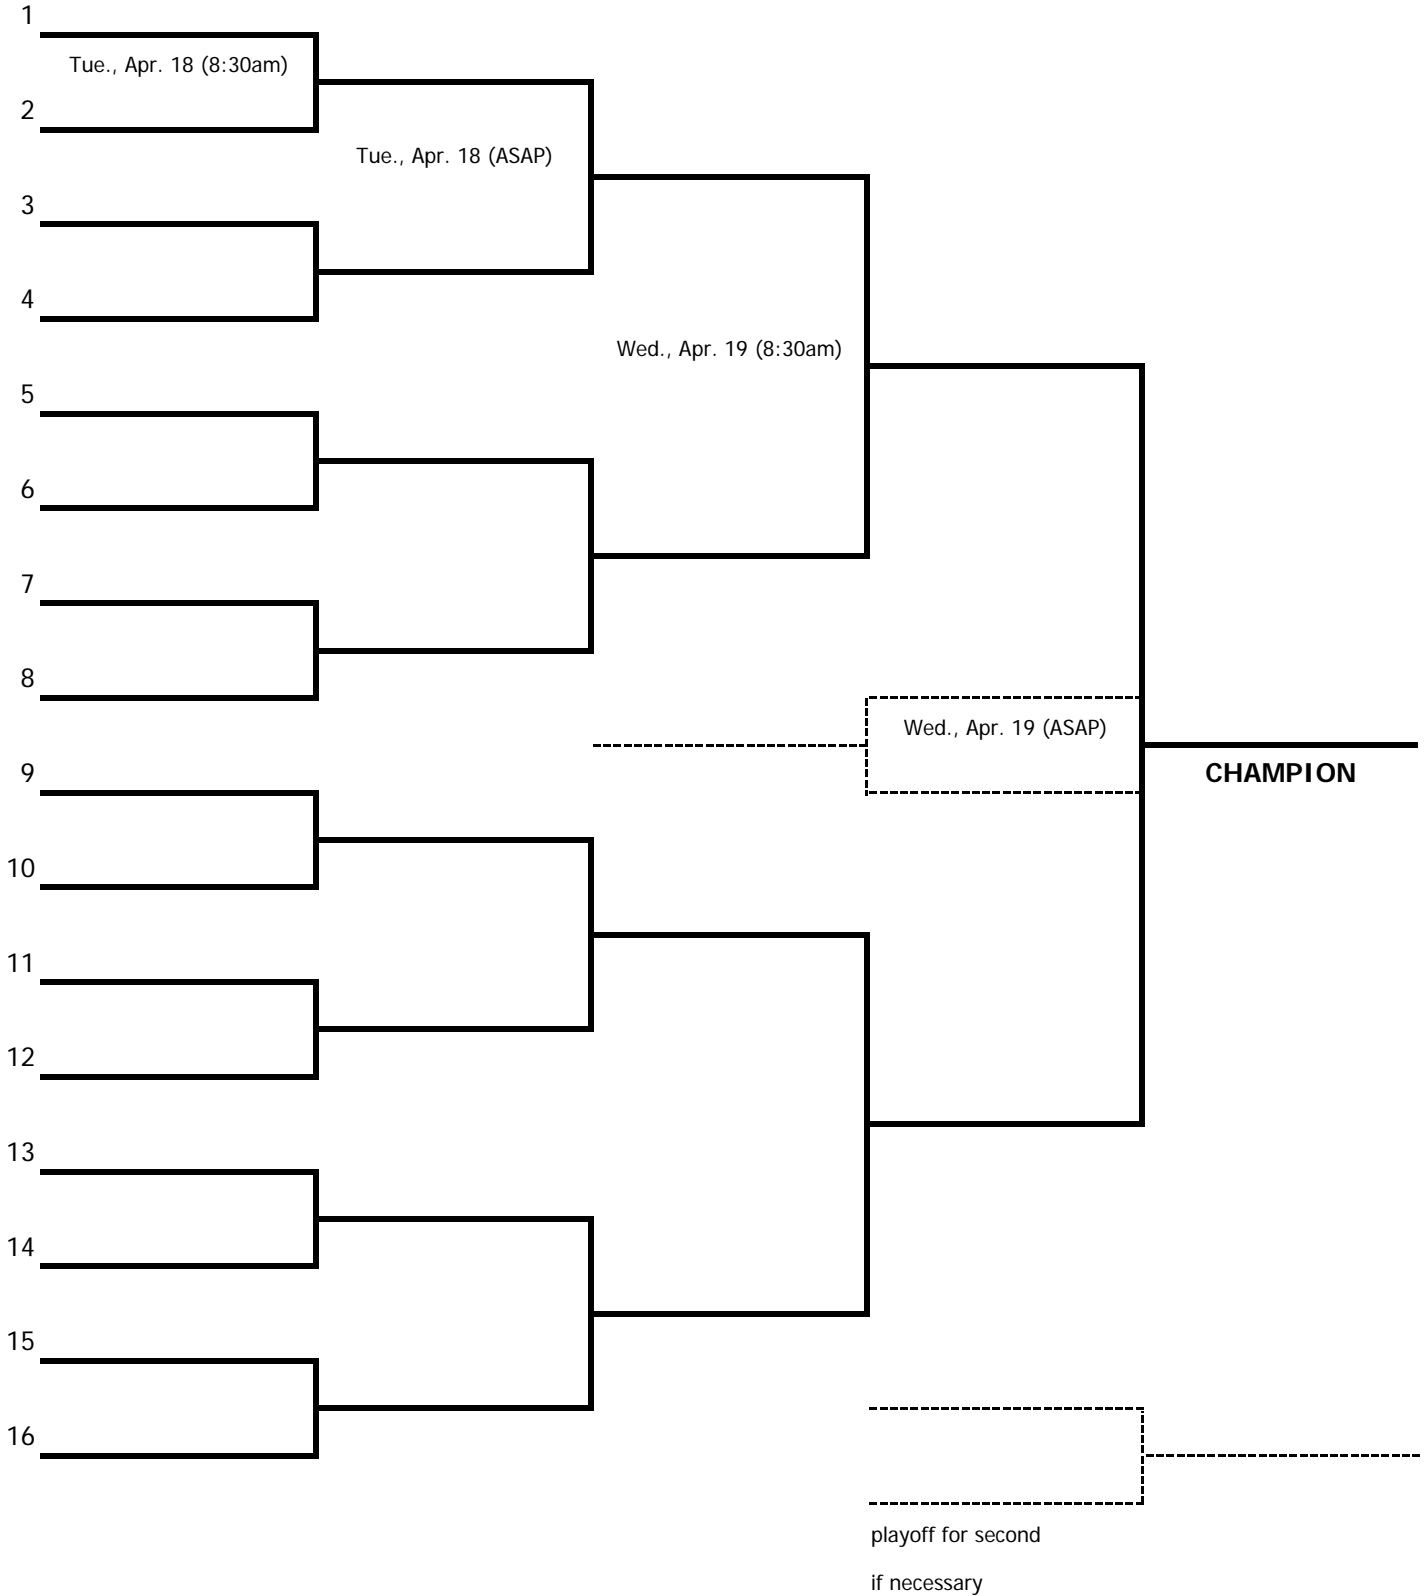 1
Tue., Apr. 18 (8:30am)
2
Tue., Apr. 18 (ASAP)
3
4
Wed., Apr. 19 (8:30am)
5
6
7
8
Wed., Apr. 19 (ASAP)
9
CHAMPION
10
11
12
13
14
15
16
playoff for second
if necessary